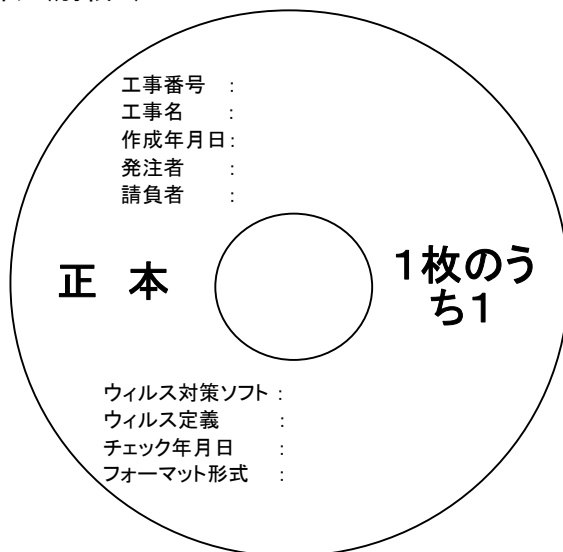 工事番号　:
工事名　:
作成年月日:
発注者　:
請負者　:
正　本
1枚のう
ち1
ウィルス対策ソフト :
ウィルス定義　:
チェック年月日　:
フォーマット形式　: